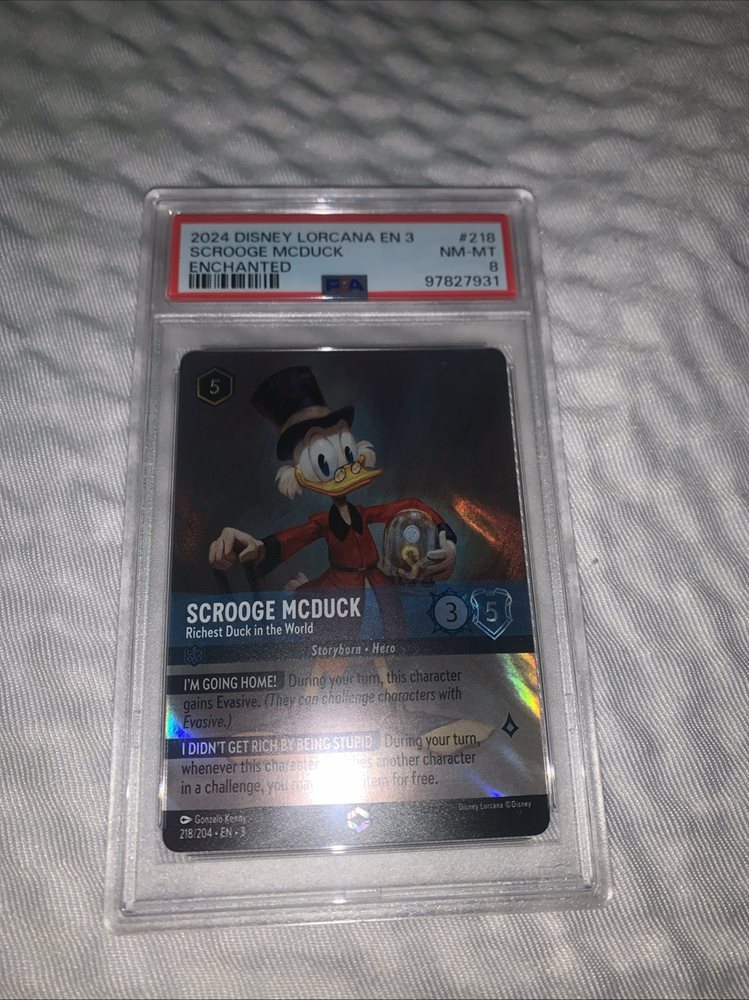 2024 DISNEY LORCANA EN 3 #218
SCROOGE MCDUCK NM-MT
ENCHANTED 8
PSA 97827931
5
SCROOGE MCDUCK 3 5
Richest Duck in the World
Storyborn • Hero
I'M GOING HOME! During your turn, this character
gains Evasive. (They can challenge characters with
Evasive.)
I DIDN'T GET RICH BY BEING STUPID During your turn,
whenever this character another character
in a challenge, you may item for free.
Gonzalo Kenny
Disney Lorcana ©Disney
218/204 • EN • 3